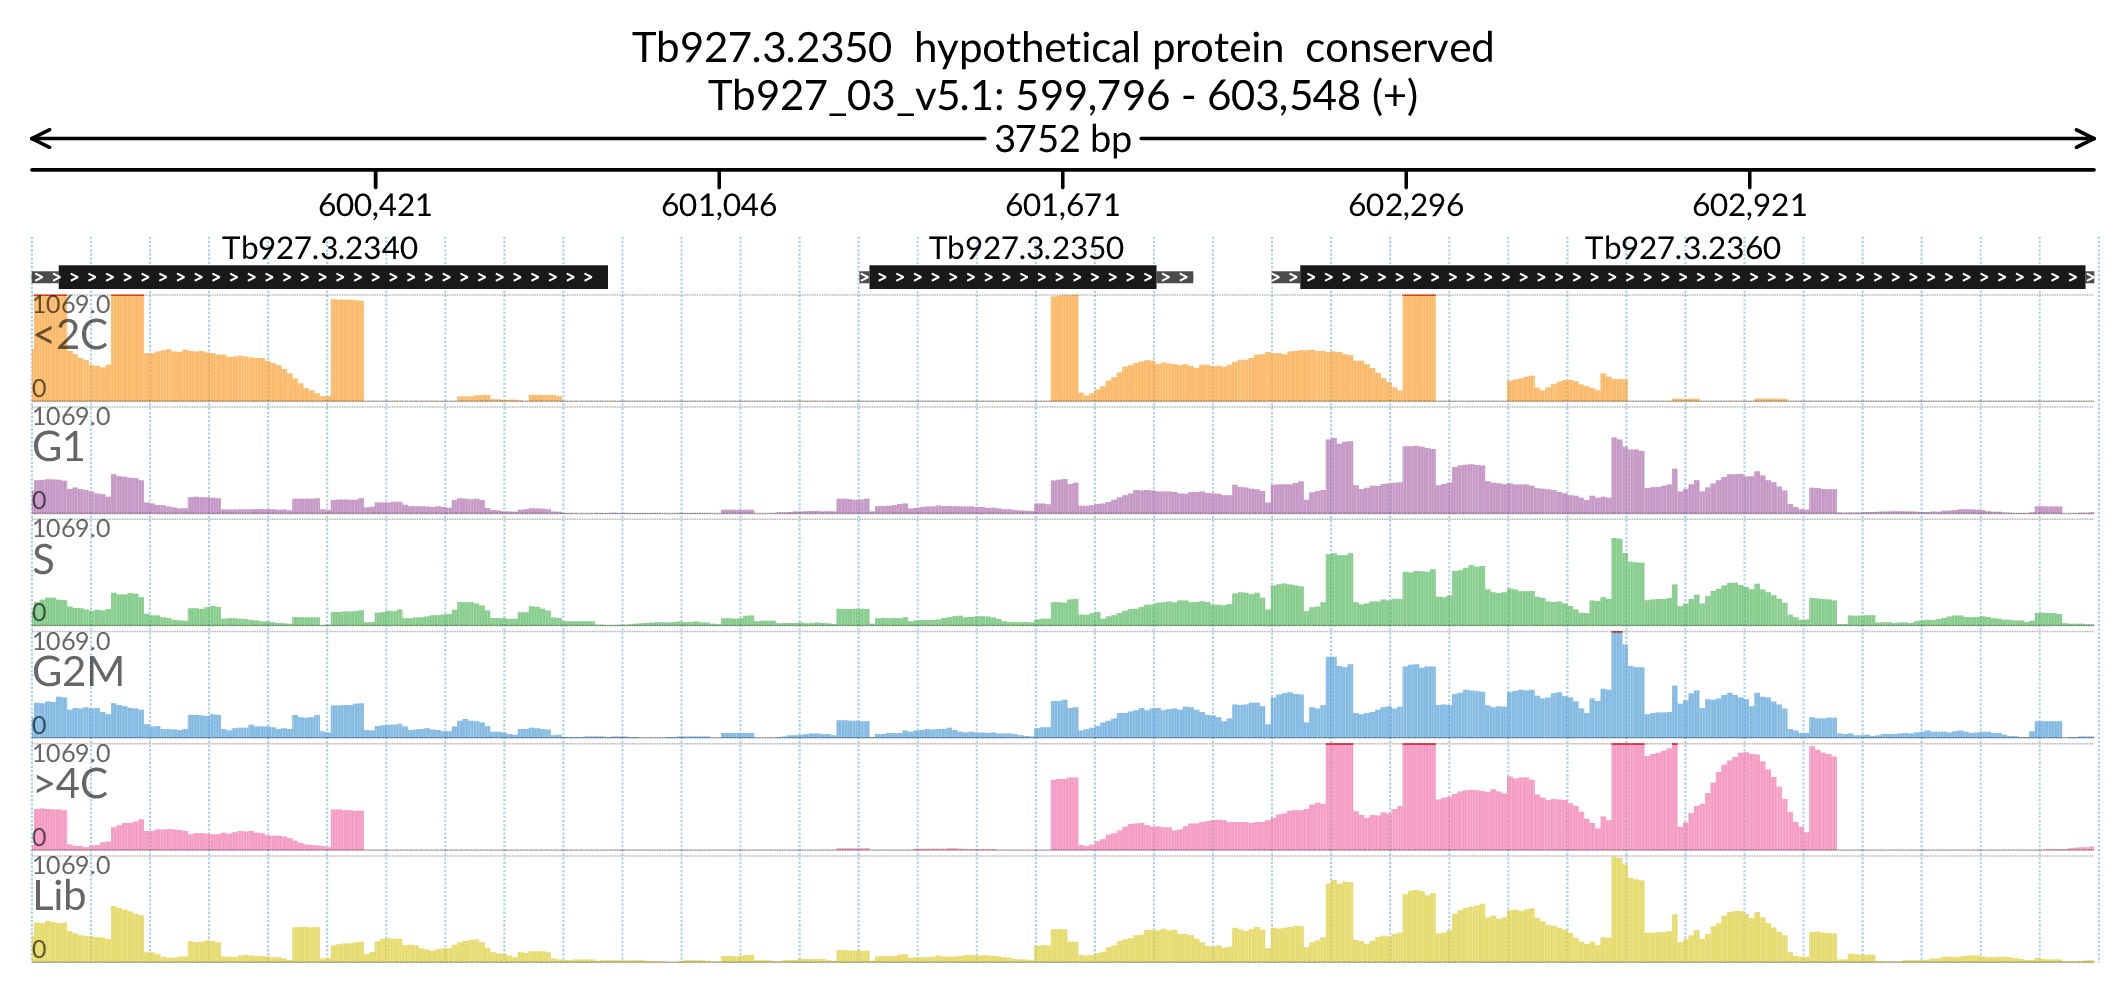 Tb927.3.2350  hypothetical protein  conserved
Tb927_03_v5.1: 599,796 - 603,548 (+)
3752 bp
600,421 601,046 601,671 602,296 602,921
Tb927.3.2340 Tb927.3.2350 Tb927.3.2360
1069.0
<2C
0
1069.0
G1
0
1069.0
S
0
1069.0
G2M
0
1069.0
>4C
0
1069.0
Lib
0